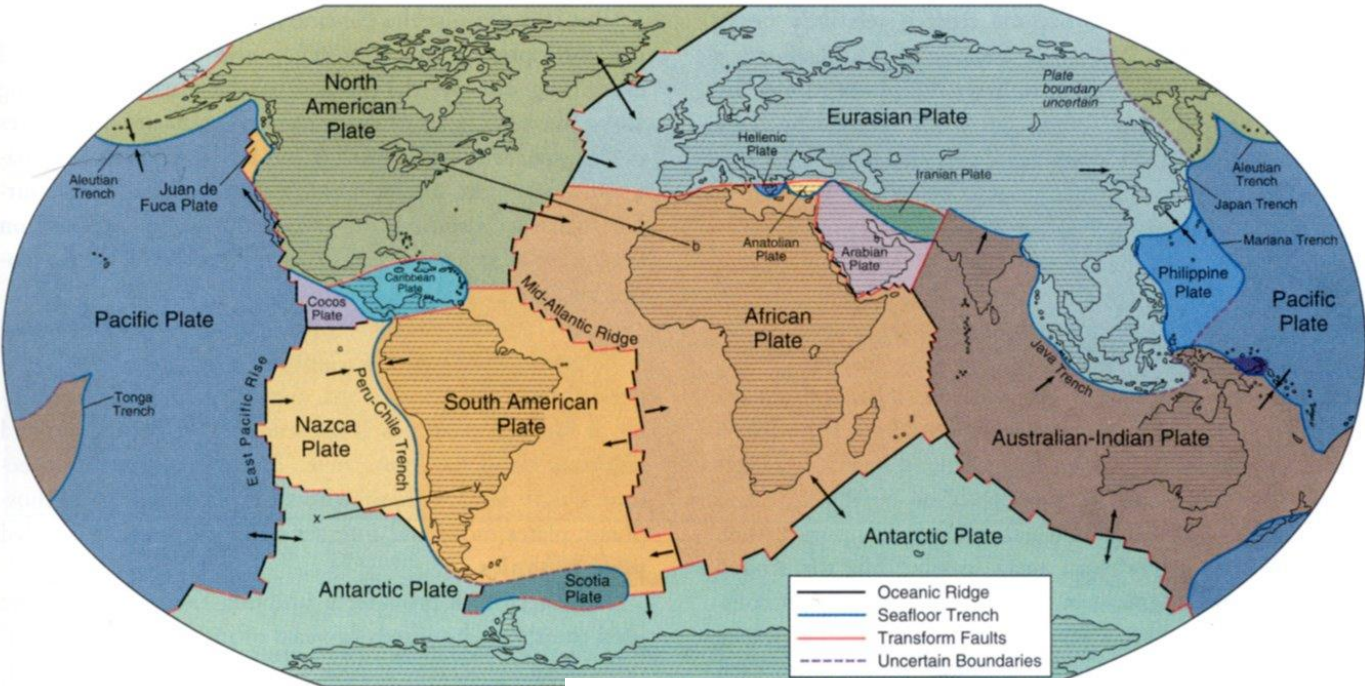 North
American
Plate
Eurasian Plate
Plate
boundary
uncertain
Hellenic
Plate
Iranian Plate
Aleutian
Trench
Juan de
Fuca Plate
Aleutian
Trench
Japan Trench
a
b
Anatolian
Plate
Arabian
Plate
Mariana Trench
Philippine
Plate
Caribbean
Plate
Cocos
Plate
Pacific Plate
Mid-Atlantic Ridge
African
Plate
Pacific
Plate
Tonga
Trench
East Pacific Rise
Peru-Chile Trench
Nazca
Plate
South American
Plate
Java Trench
Australian-Indian Plate
x
y
Antarctic Plate
Antarctic Plate
Scotia
Plate
Oceanic Ridge
Seafloor Trench
Transform Faults
Uncertain Boundaries